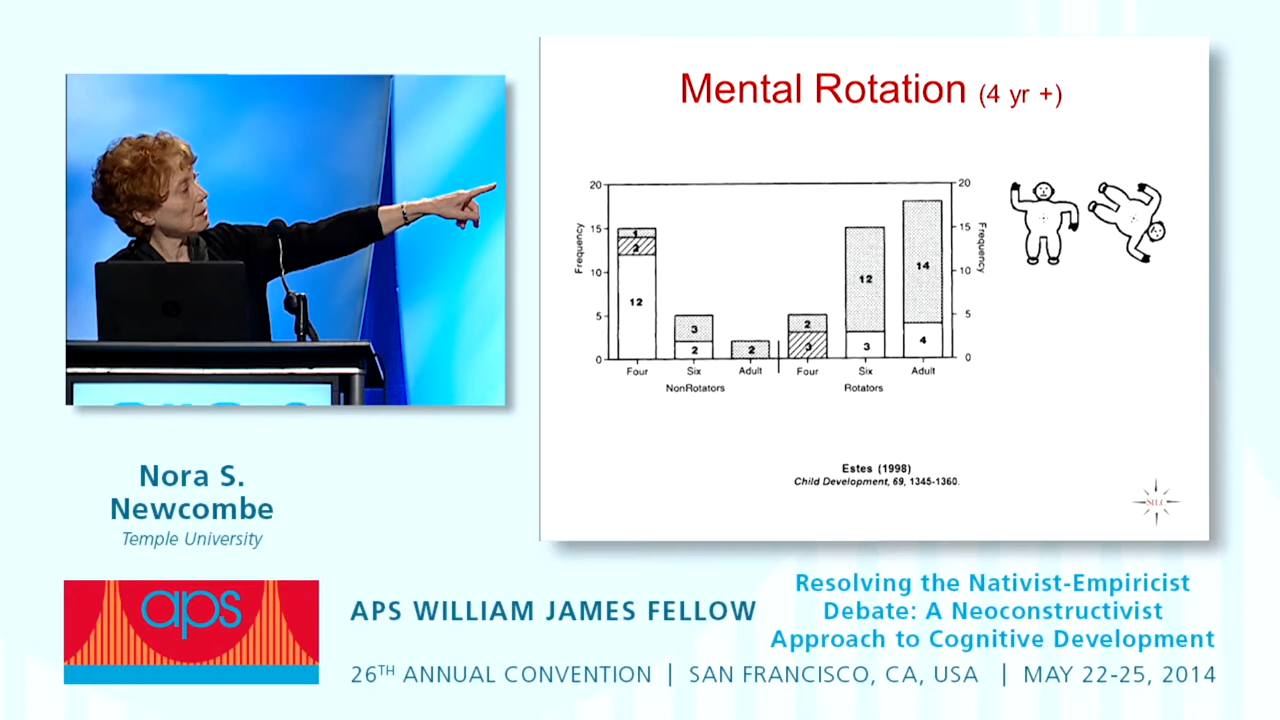 Mental Rotation (4 yr +)
20
15
10
5
0
Frequency
1
2
12
3
2
2
2
3
12
3
14
4
20
15
10
5
0
Frequency
Four
Six
Adult
Four
Six
Adult
NonRotators
Rotators
Estes (1998)
Child Development, 69, 1345-1360.
SILC
Nora S.
Newcombe
Temple University
aps
APS WILLIAM JAMES FELLOW
Resolving the Nativist-Empiricist
Debate: A Neoconstructivist
Approach to Cognitive Development
26TH ANNUAL CONVENTION | SAN FRANCISCO, CA, USA | MAY 22-25, 2014